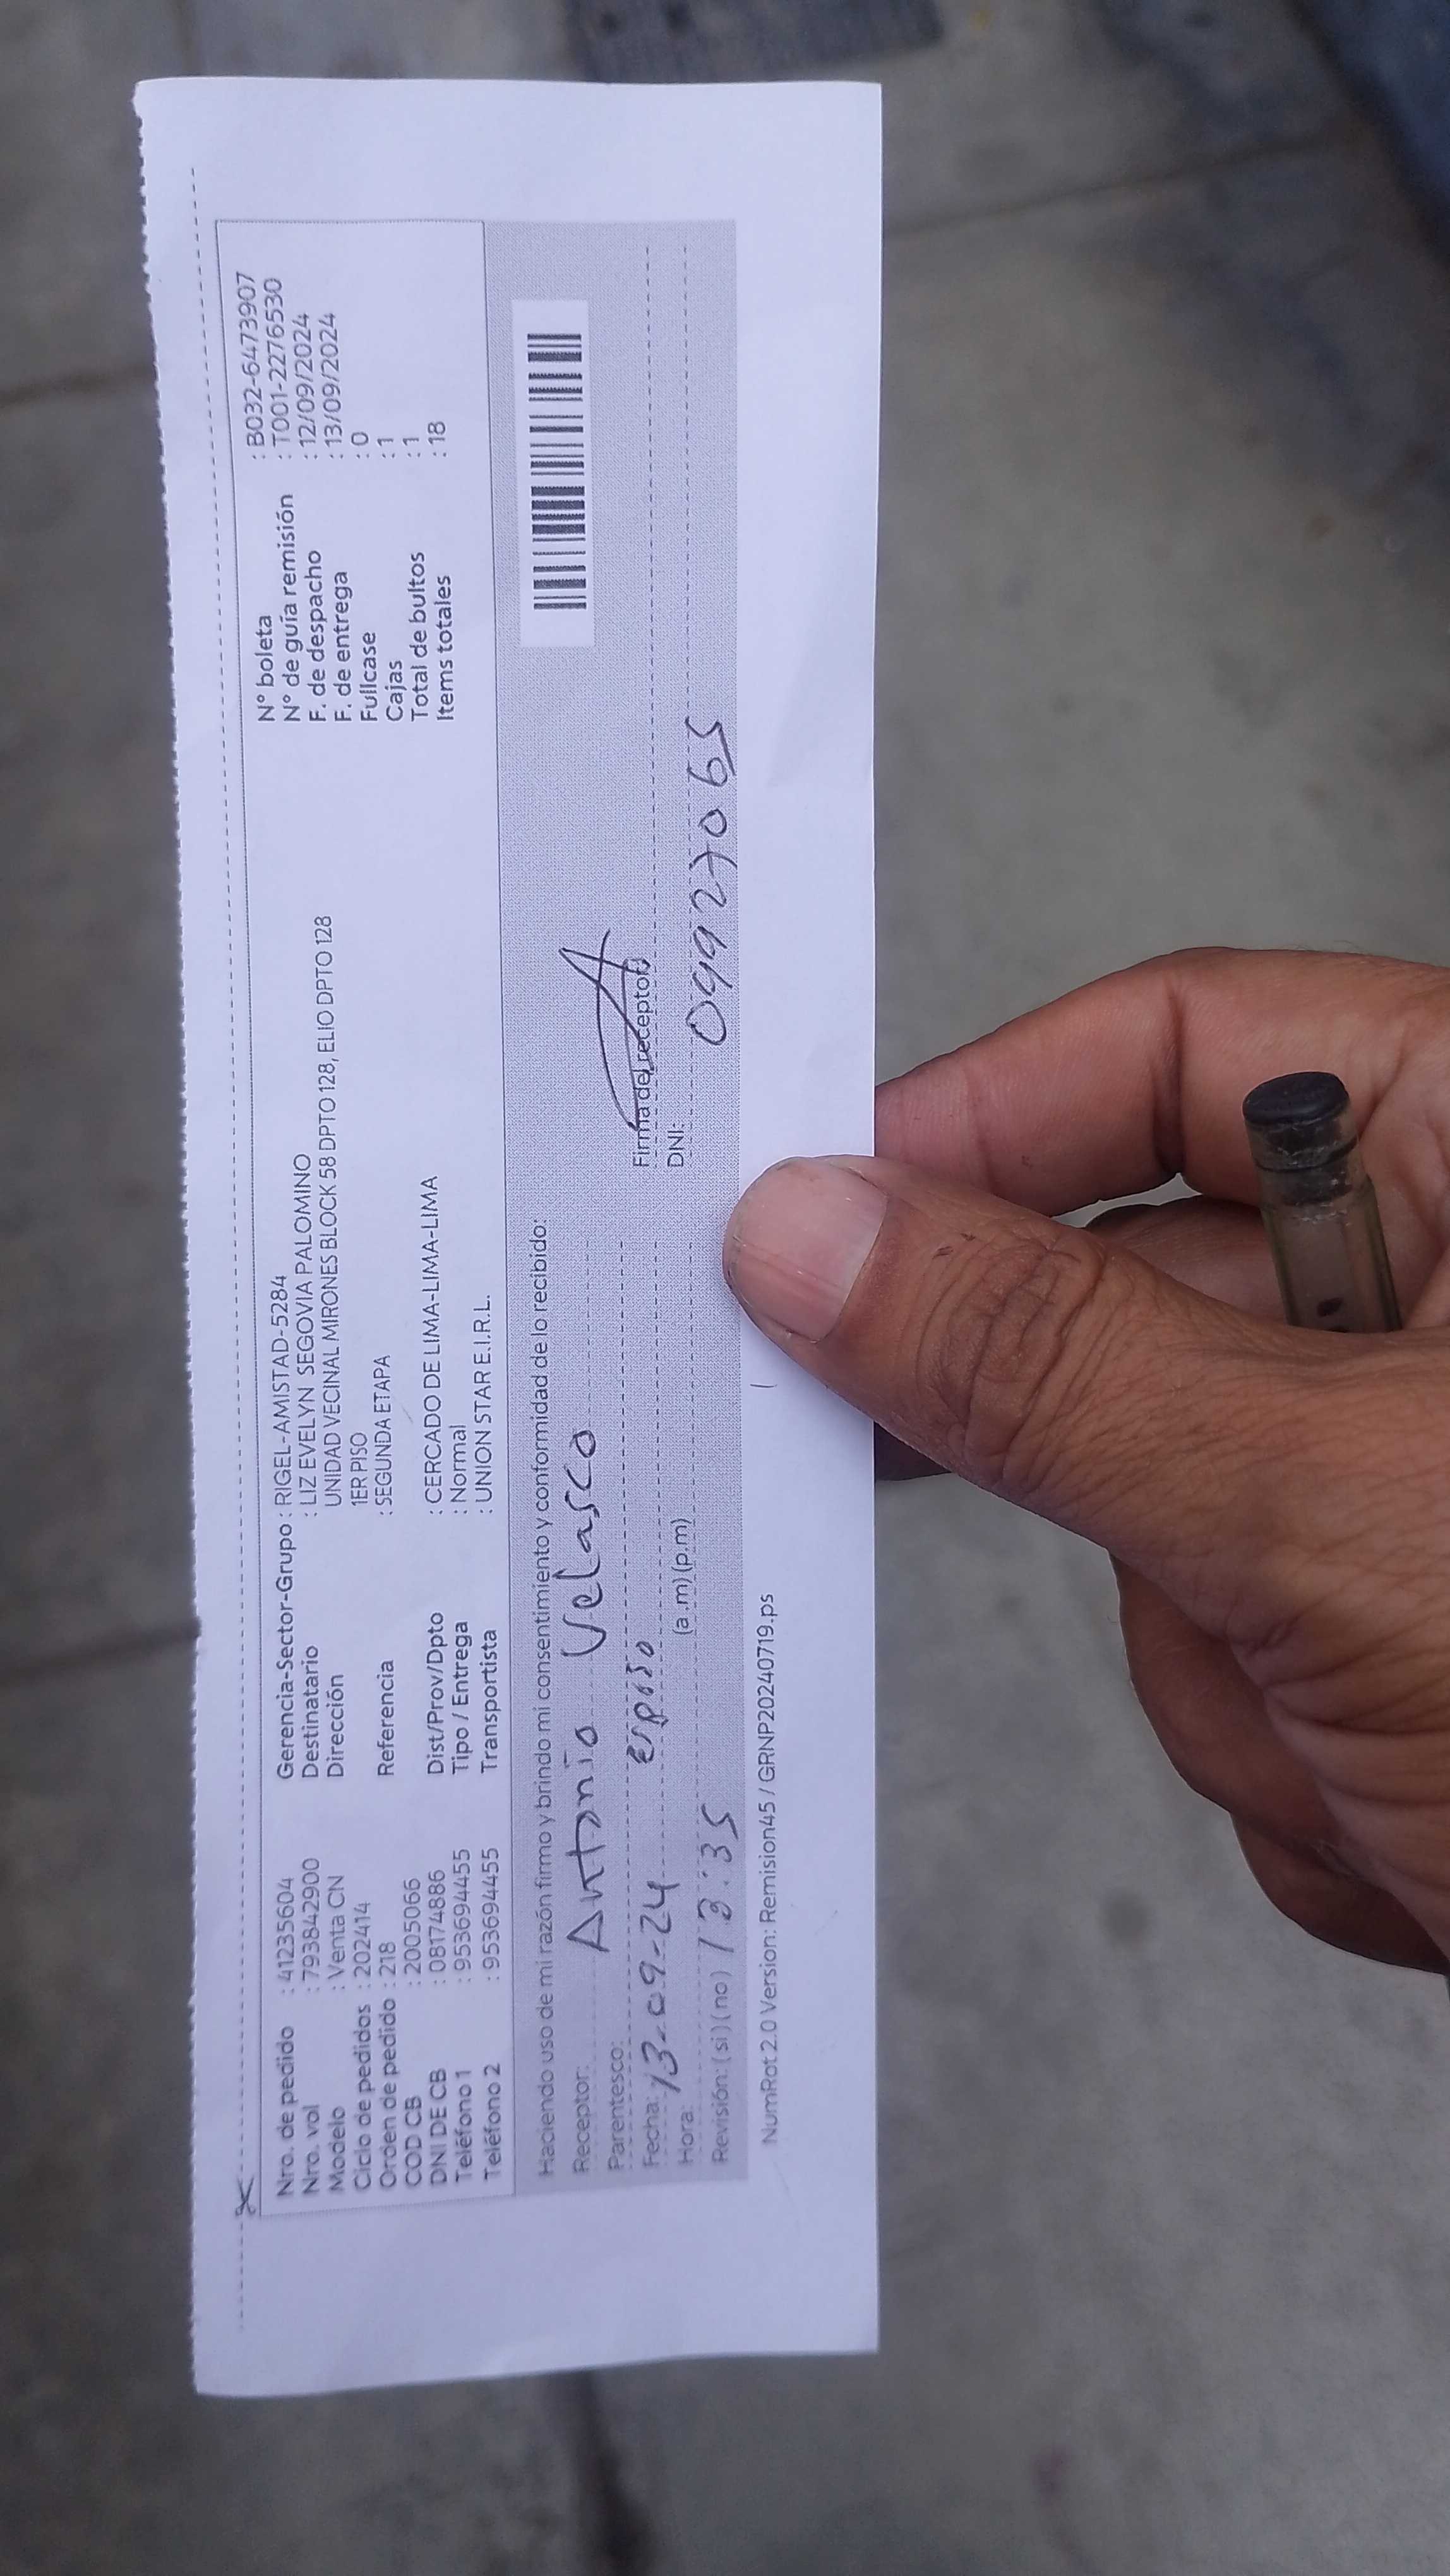 Nro. de pedido : 41235604
Nro. vol : 793842900
Modelo : Venta CN
Ciclo de pedidos : 202414
Orden de pedido : 218
COD CB : 2005066
DNI DE CB : 08174886
Teléfono 1 : 953694455
Teléfono 2 : 953694455
Gerencia-Sector-Grupo : RIGEL-AMISTAD-5284
Destinatario : LIZ EVELYN SEGOVIA PALOMINO
Dirección UNIDAD VECINAL MIRONES BLOCK 58 DPTO 128, ELIO DPTO 128
1ER PISO
Referencia : SEGUNDA ETAPA
Dist/Prov/Dpto : CERCADO DE LIMA-LIMA-LIMA
Tipo / Entrega : Normal
Transportista : UNION STAR E.I.R.L.
N° boleta : B032-6473907
N° de guía remisión : T001-2276530
F. de despacho : 12/09/2024
F. de entrega : 13/09/2024
Fullcase : 0
Cajas : 1
Total de bultos : 1
Items totales : 18
Haciendo uso de mi razón firmo y brindo mi consentimiento y conformidad de lo recibido:
Receptor: Antonio Velasco
Parentesco: esposo
Fecha: 13-09-24
Hora: 13:35 (a.m) (p.m)
Revisión: (si) (no)
Firma del receptor
DNI: 09927065
NumRot 2.0 Version: Remision45 / GRNP20240719.ps